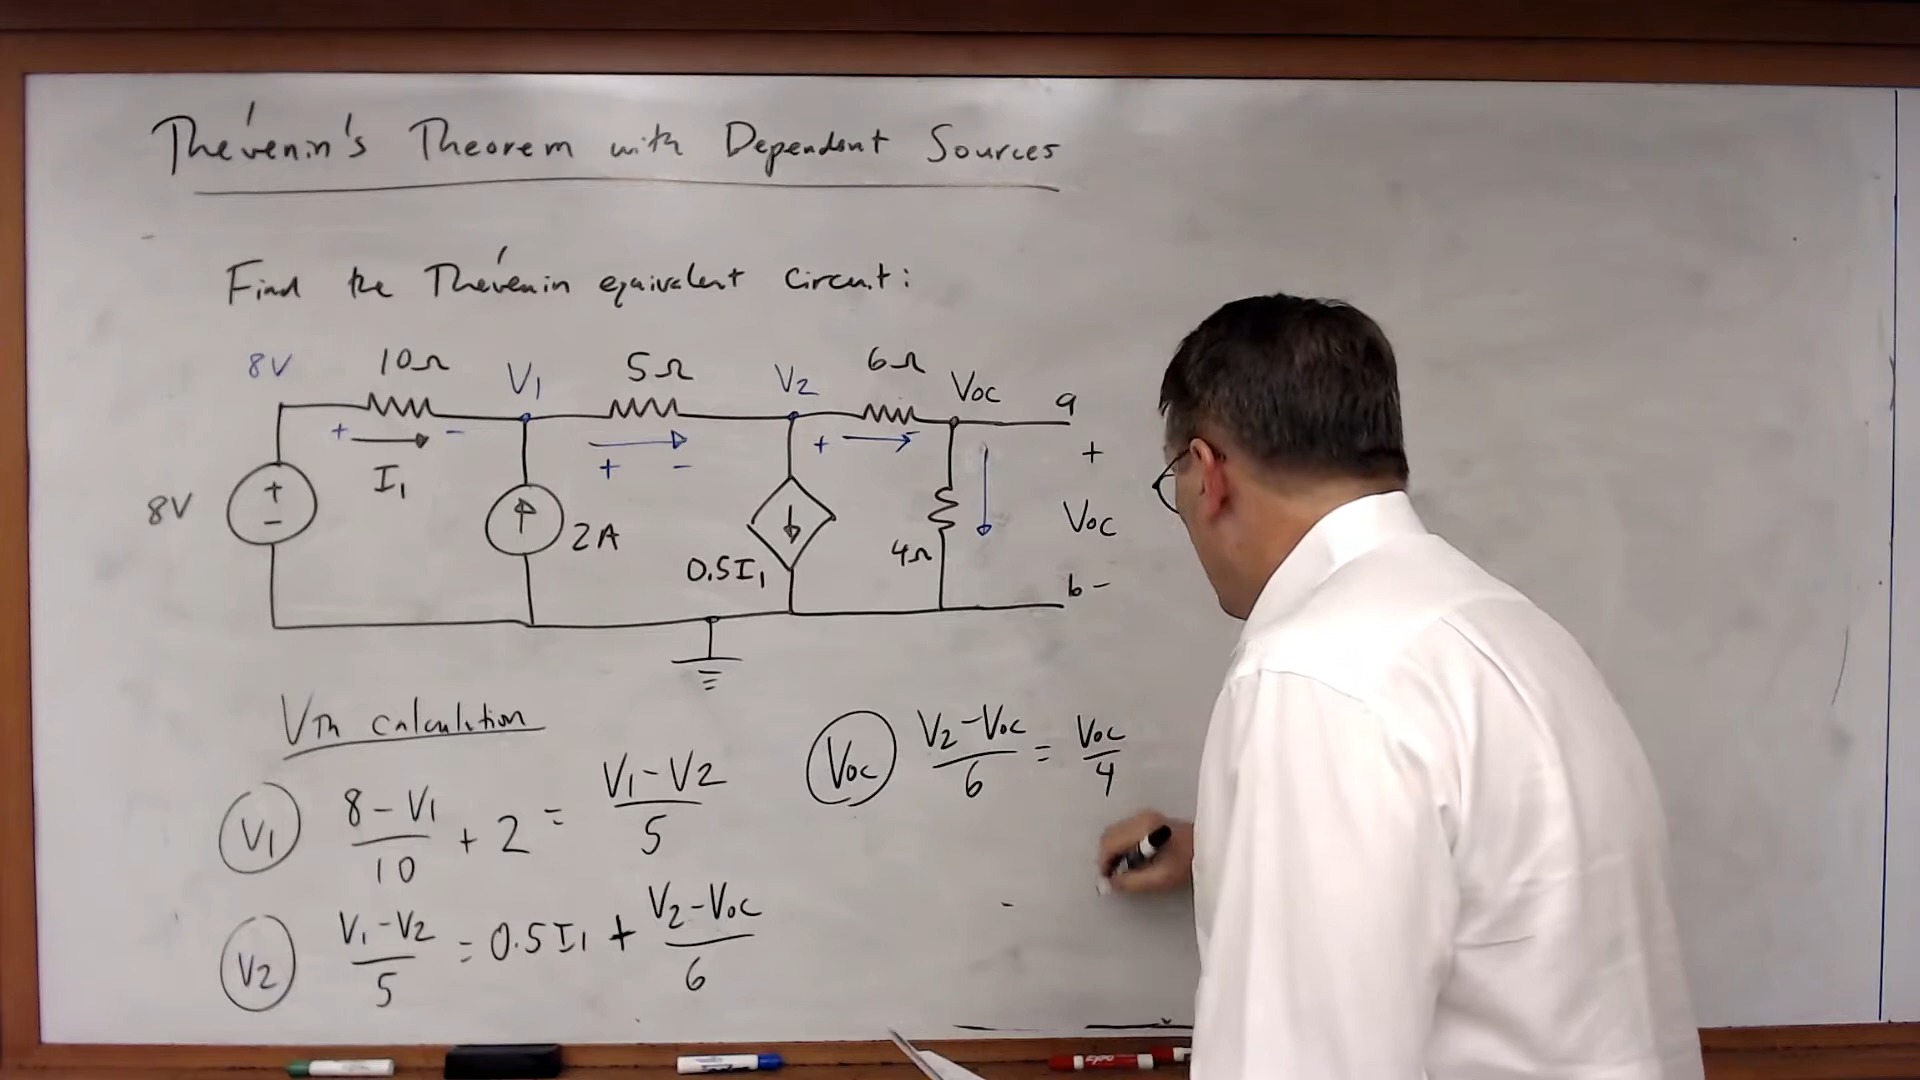 Thévenin's Theorem with Dependent Sources
Find the Thévenin equivalent circuit:
8V 10Ω V1 5Ω V2 6Ω Voc a
+ - + - + - +
I1
8V + - 2A 0.5I1 4Ω Voc
b -
VTh calculation
V1 (8-V1)/10 + 2 = (V1-V2)/5
V2 (V1-V2)/5 = 0.5I1 + (V2-Voc)/6
Voc (V2-Voc)/6 = Voc/4
EXPO